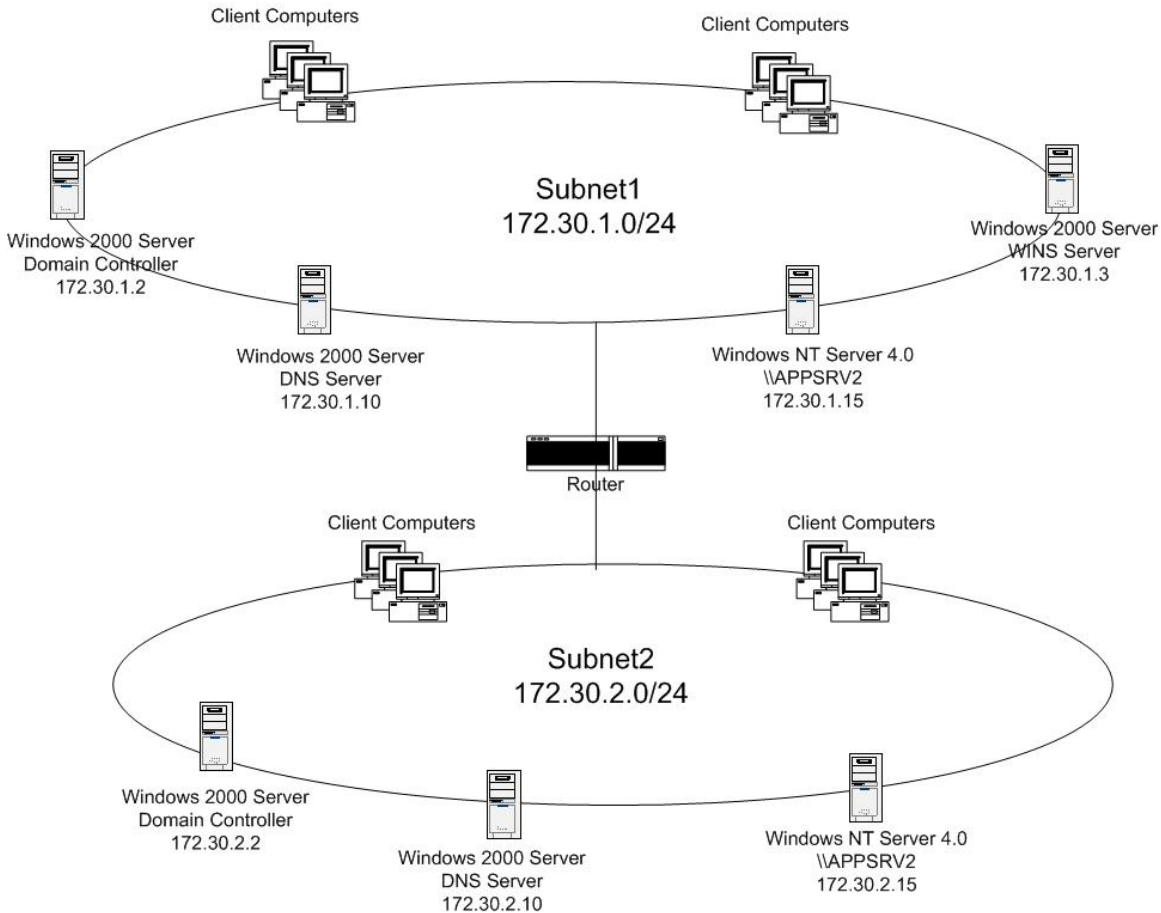 Client Computers
Client Computers
Subnet1
172.30.1.0/24
Windows 2000 Server
Domain Controller
172.30.1.2
Windows 2000 Server
WINS Server
172.30.1.3
Windows 2000 Server
DNS Server
172.30.1.10
Windows NT Server 4.0
\\APPSRV2
172.30.1.15
Router
Client Computers
Client Computers
Subnet2
172.30.2.0/24
Windows 2000 Server
Domain Controller
172.30.2.2
Windows 2000 Server
DNS Server
172.30.2.10
Windows NT Server 4.0
\\APPSRV2
172.30.2.15